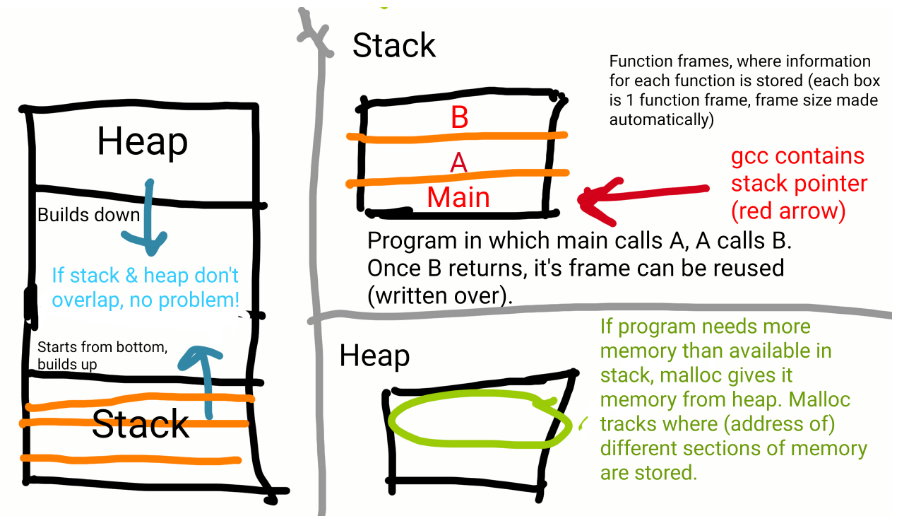 Heap
Builds down
If stack & heap don't
overlap, no problem!
Starts from bottom,
builds up
Stack
Stack
Function frames, where information
for each function is stored (each box
is 1 function frame, frame size made
automatically)
B
A
Main
gcc contains
stack pointer
(red arrow)
Program in which main calls A, A calls B.
Once B returns, it's frame can be reused
(written over).
Heap
If program needs more
memory than available in
stack, malloc gives it
memory from heap. Malloc
tracks where (address of)
different sections of memory
are stored.